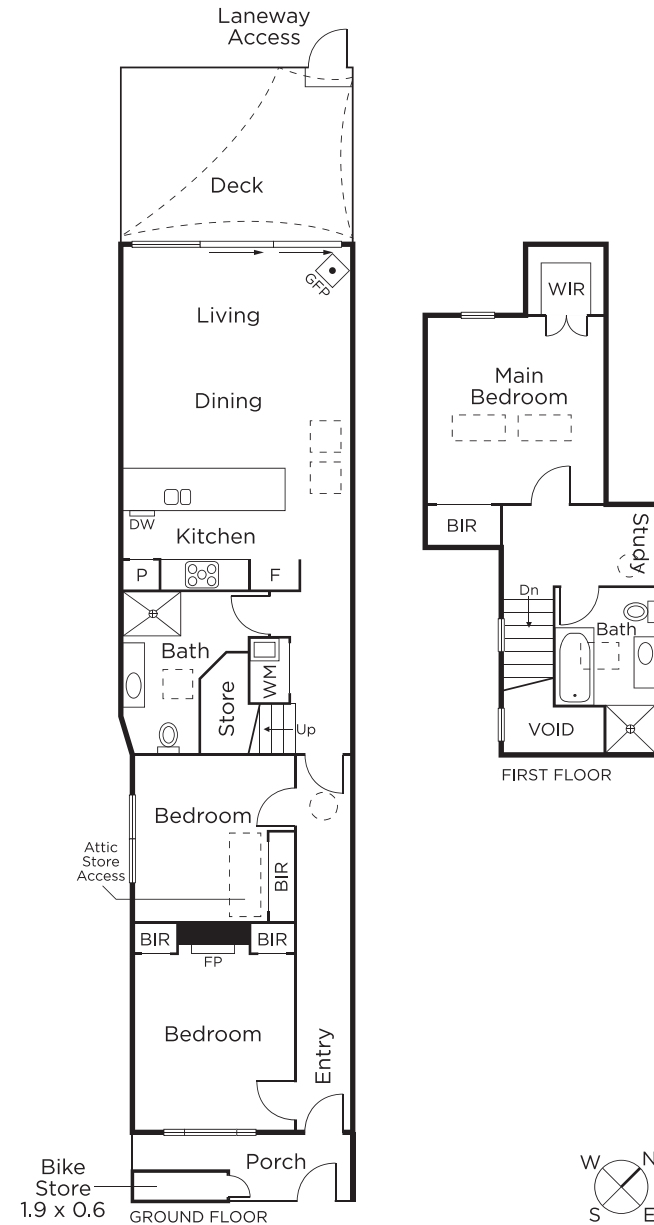 Laneway
Access
Deck
GFP
Living
Dining
DW
Kitchen
P
F
Bath
Store
WM
Up
Bedroom
Attic
Store
Access
BIR
BIR
BIR
FP
Bedroom
Entry
Porch
Bike
Store
1.9 x 0.6
GROUND FLOOR
WIR
Main
Bedroom
BIR
Study
Dn
Bath
VOID
FIRST FLOOR
W
N
S
E